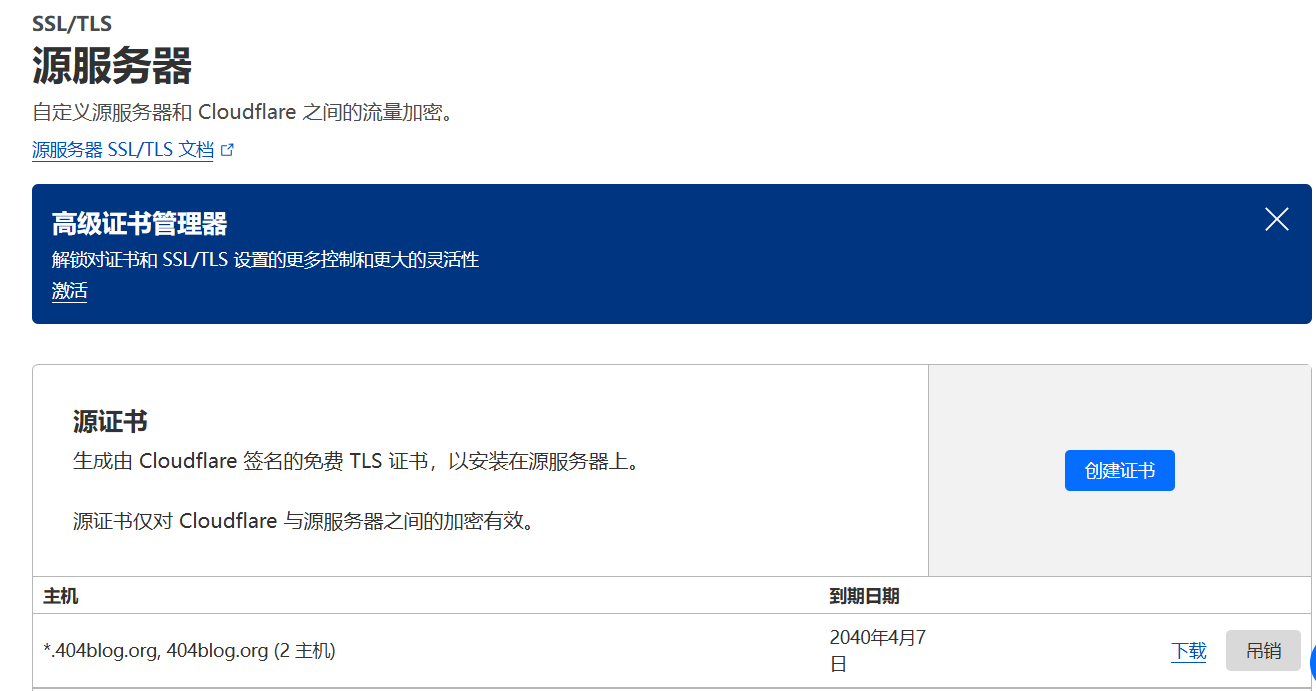 SSL/TLS
源服务器
自定义源服务器和 Cloudflare 之间的流量加密。
源服务器 SSL/TLS 文档
高级证书管理器
解锁对证书和 SSL/TLS 设置的更多控制和更大的灵活性
激活
源证书
生成由 Cloudflare 签名的免费 TLS 证书，以安装在源服务器上。
源证书仅对 Cloudflare 与源服务器之间的加密有效。
创建证书
主机 到期日期
*.404blog.org, 404blog.org (2 主机) 2040年4月7
日 下载 吊销